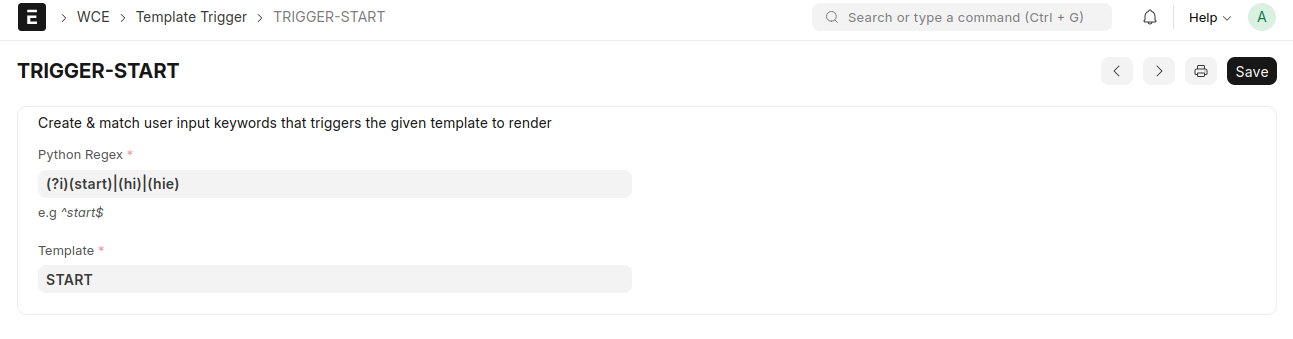 E > WCE > Template Trigger > TRIGGER-START Search or type a command (Ctrl + G) Help A
TRIGGER-START Save
Create & match user input keywords that triggers the given template to render
Python Regex *
(?i)(start)|(hi)|(hie)
e.g ^start$
Template *
START